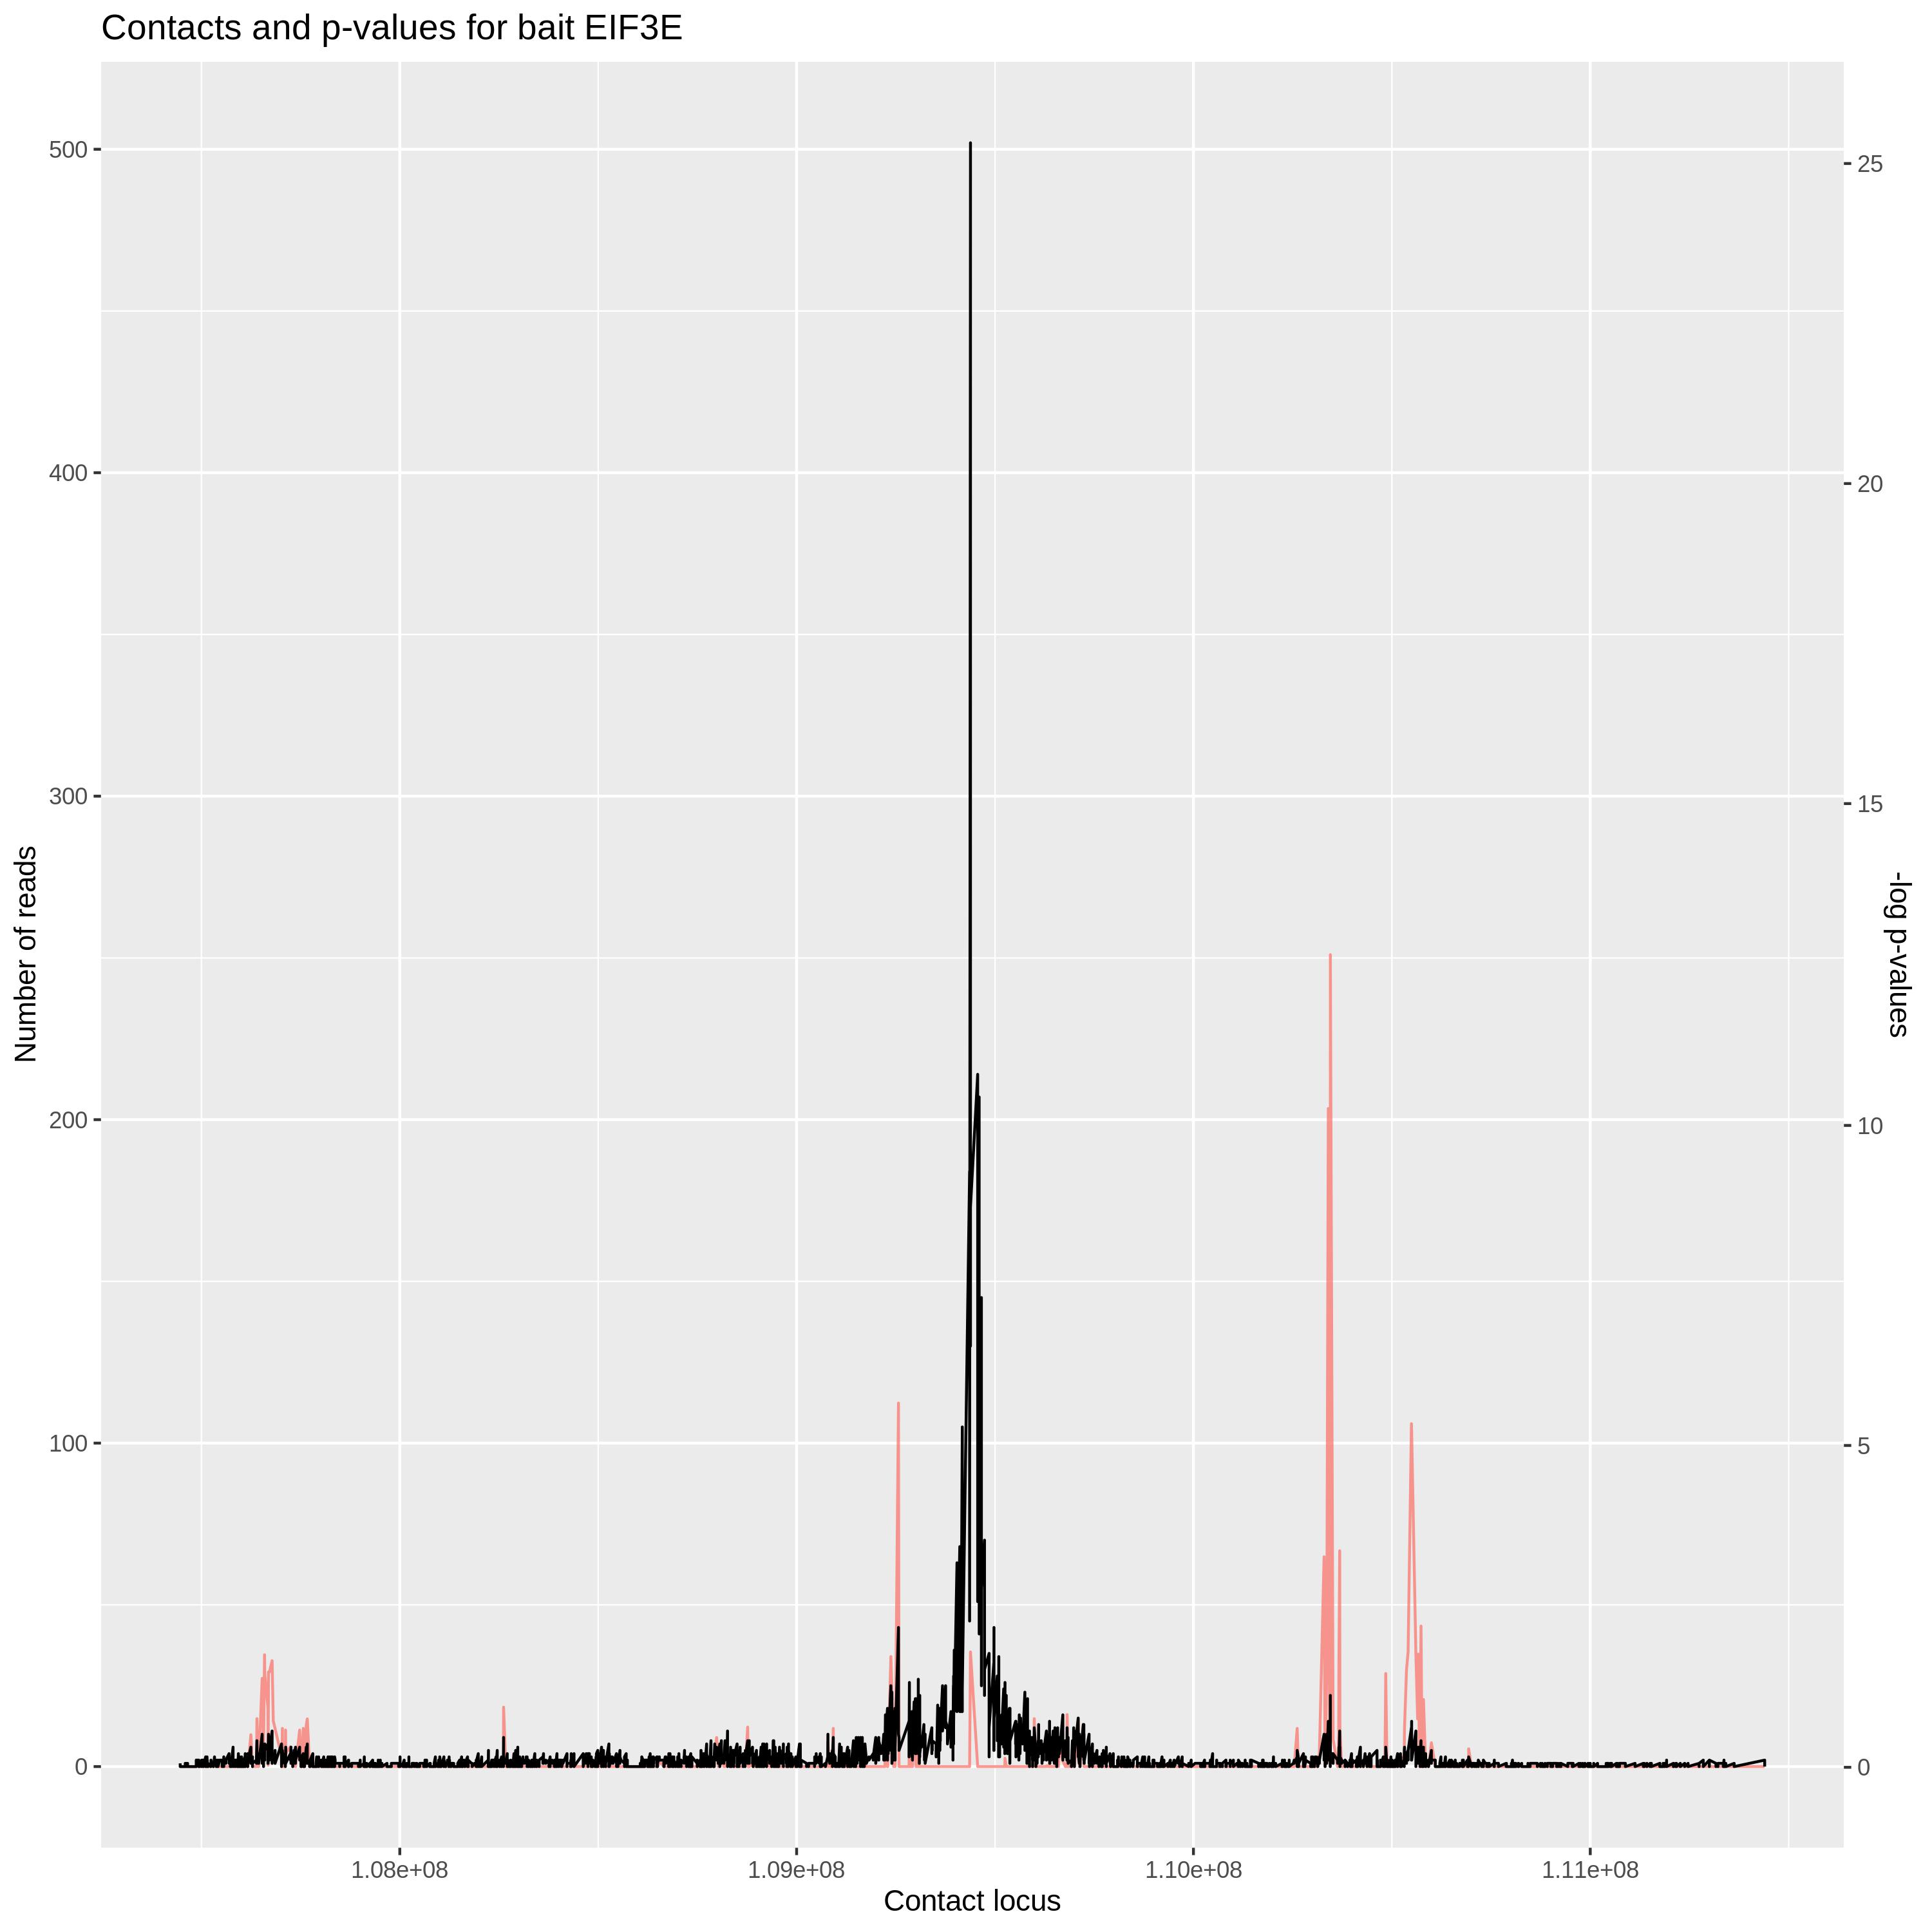 Contacts and p-values for bait EIF3E
500
400
300
200
100
0
Number of reads
25
20
15
10
5
0
-log p-values
1.08e+08
1.09e+08
1.10e+08
1.11e+08
Contact locus